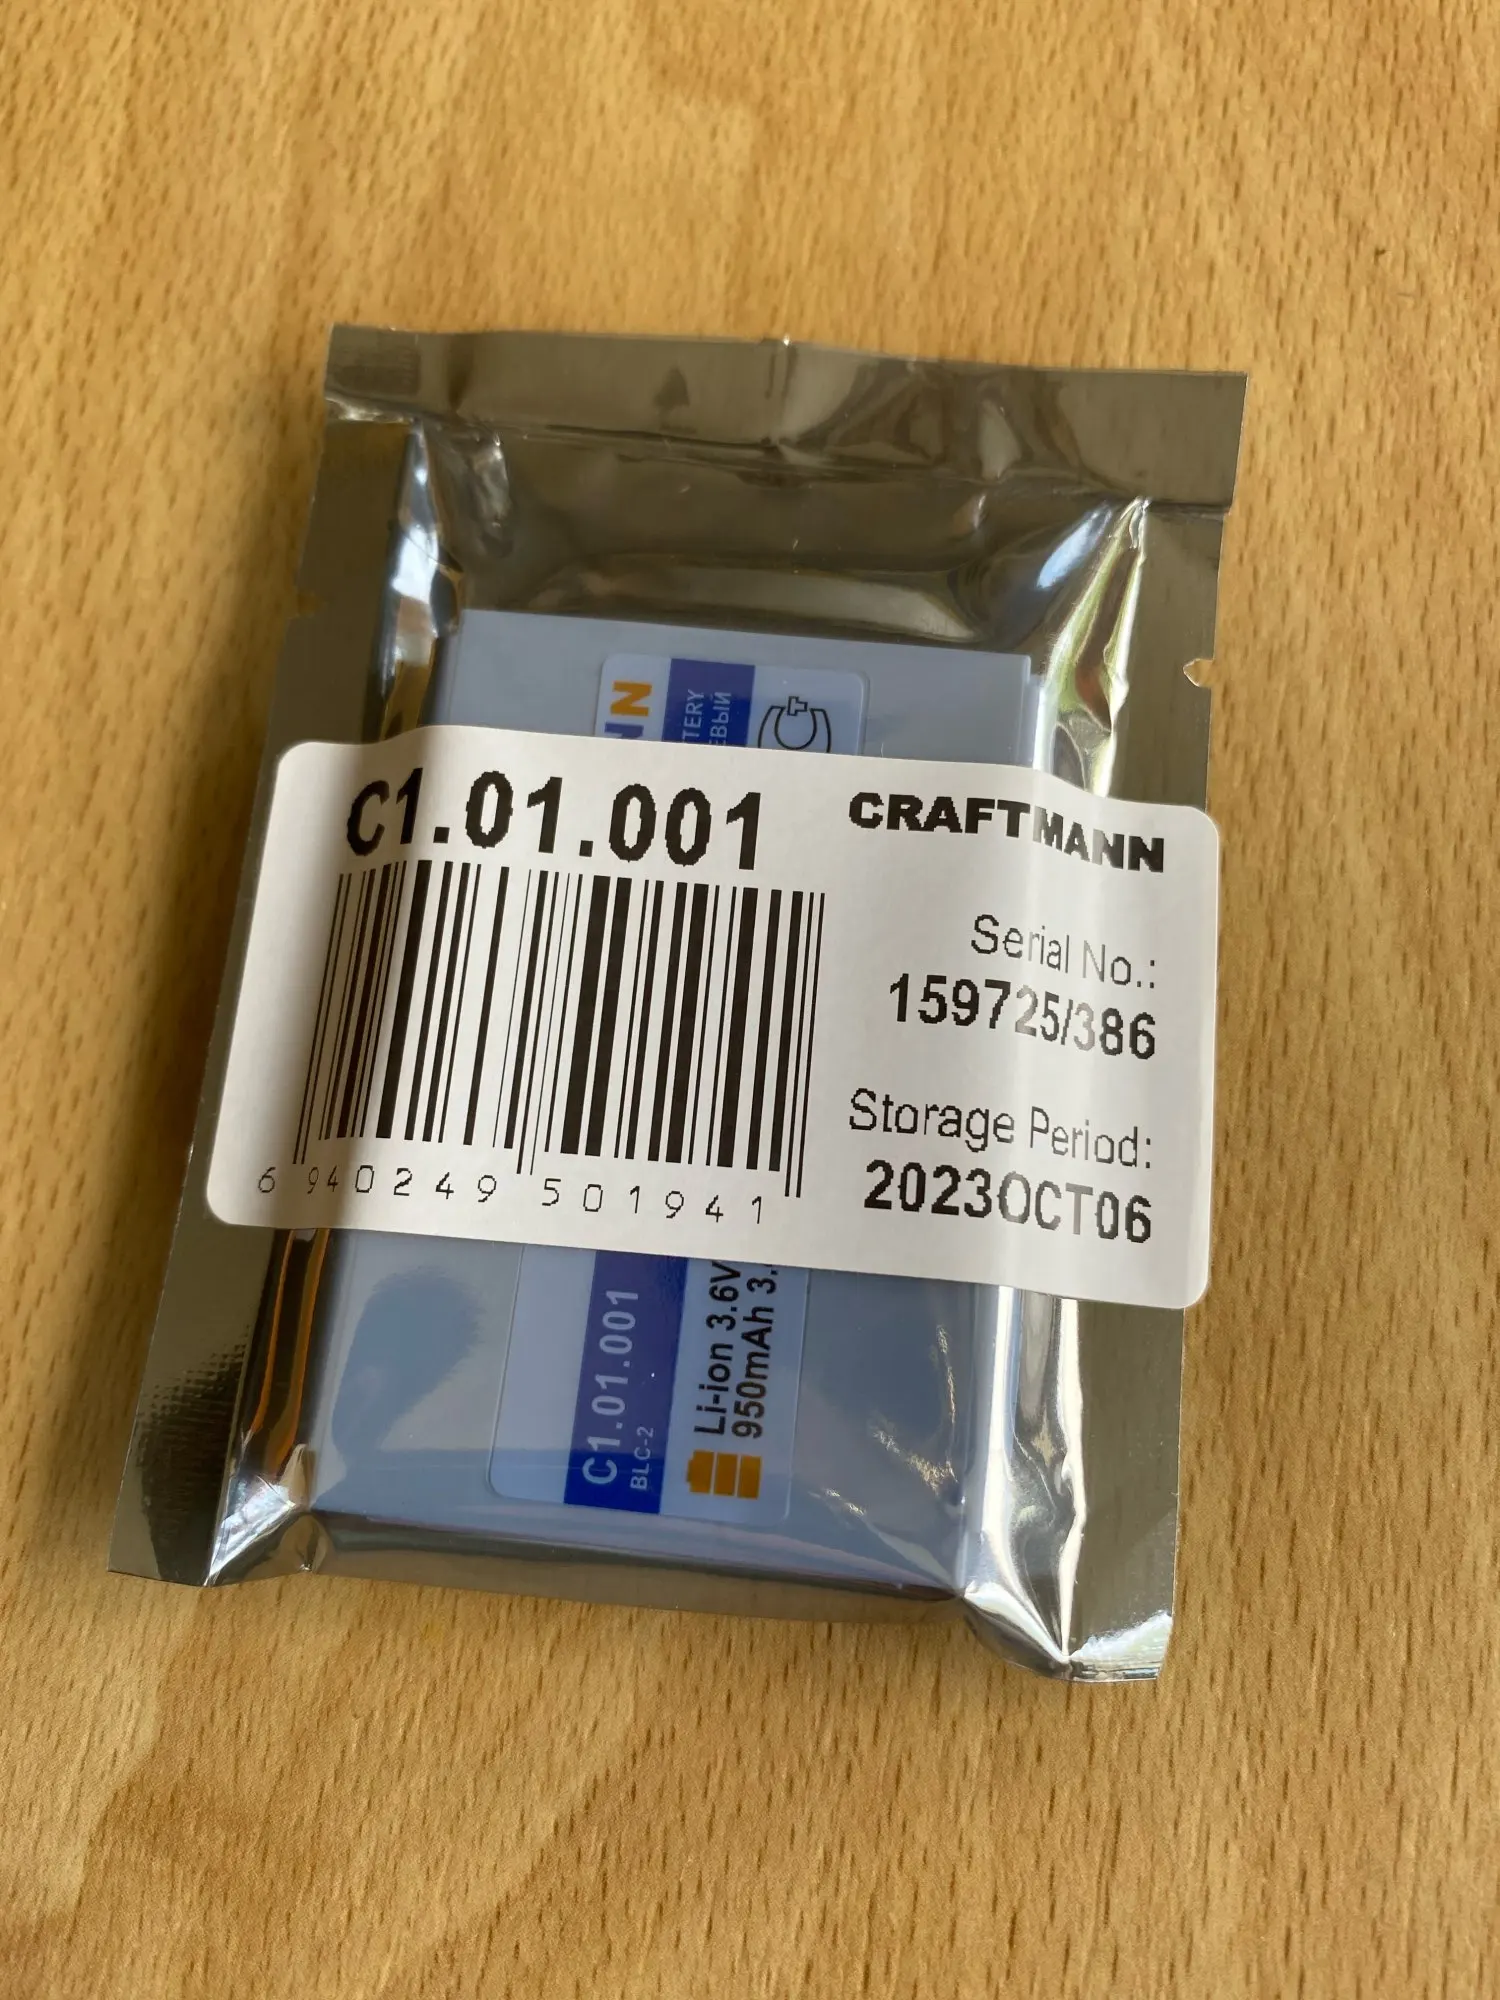 C1.01.001
6 940249 501941
CRAFTMANN
Serial No.:
159725/386
Storage Period:
2023OCT06
C1.01.001
BLC-2
Li-ion 3.6V
950mAh